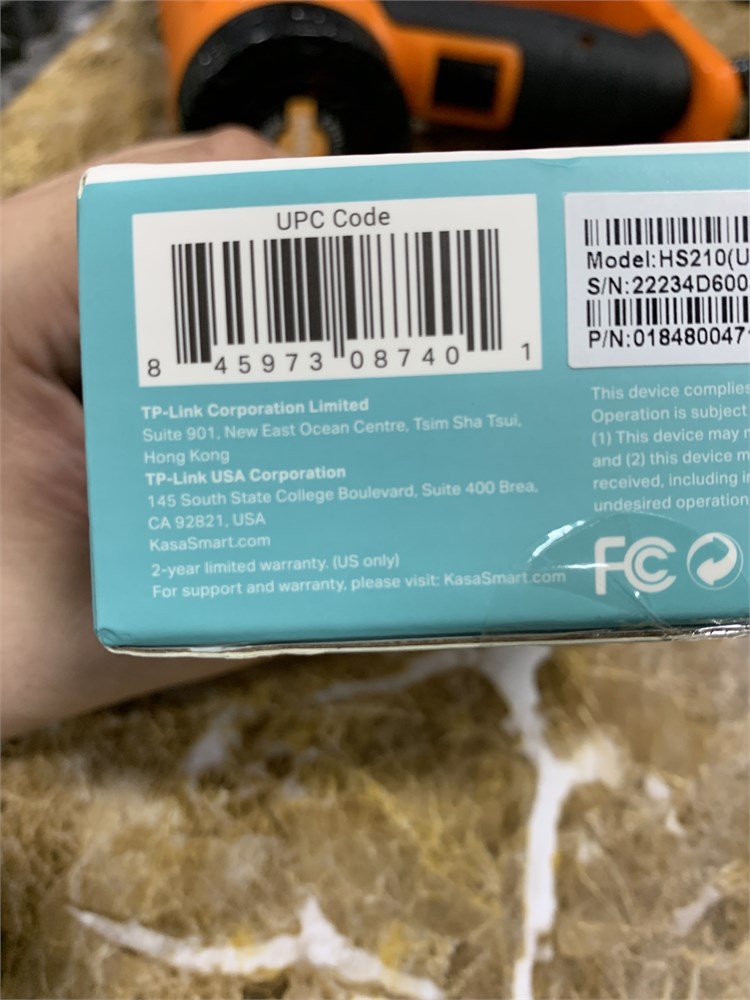 UPC Code
8 45973 08740 1
TP-Link Corporation Limited
Suite 901, New East Ocean Centre, Tsim Sha Tsui,
Hong Kong
TP-Link USA Corporation
145 South State College Boulevard, Suite 400 Brea,
CA 92821, USA
KasaSmart.com
2-year limited warranty. (US only)
For support and warranty, please visit: KasaSmart.com
Model:HS210(U
S/N:22234D600
P/N:018480047
This device complies
Operation is subject
(1) This device may
and (2) this device
received, including
undesired operation
FC